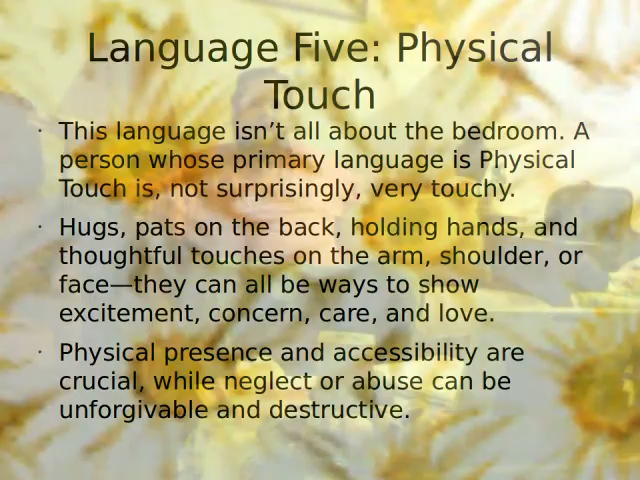 Language Five: Physical
Touch
· This language isn’t all about the bedroom. A
person whose primary language is Physical
Touch is, not surprisingly, very touchy.
· Hugs, pats on the back, holding hands, and
thoughtful touches on the arm, shoulder, or
face—they can all be ways to show
excitement, concern, care, and love.
· Physical presence and accessibility are
crucial, while neglect or abuse can be
unforgivable and destructive.